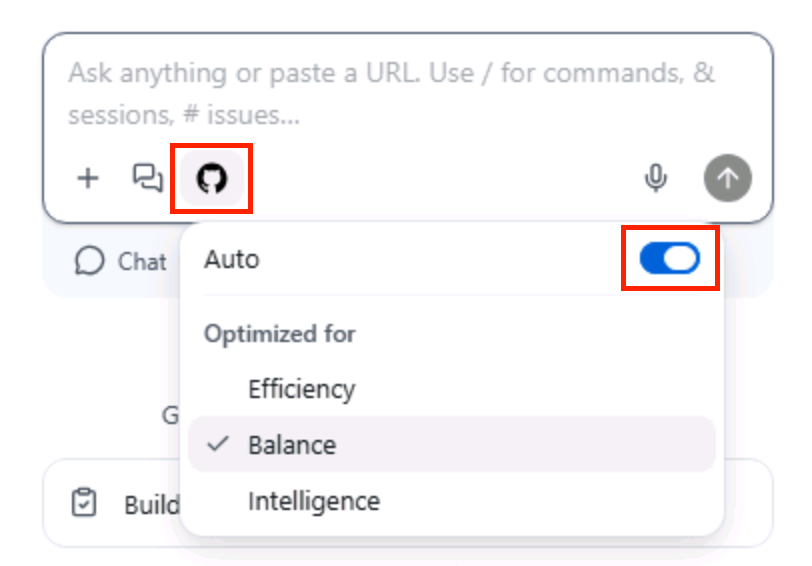 Ask anything or paste a URL. Use / for commands, &
sessions, # issues...
Chat
Auto
Optimized for
Efficiency
G
Balance
Build
Intelligence